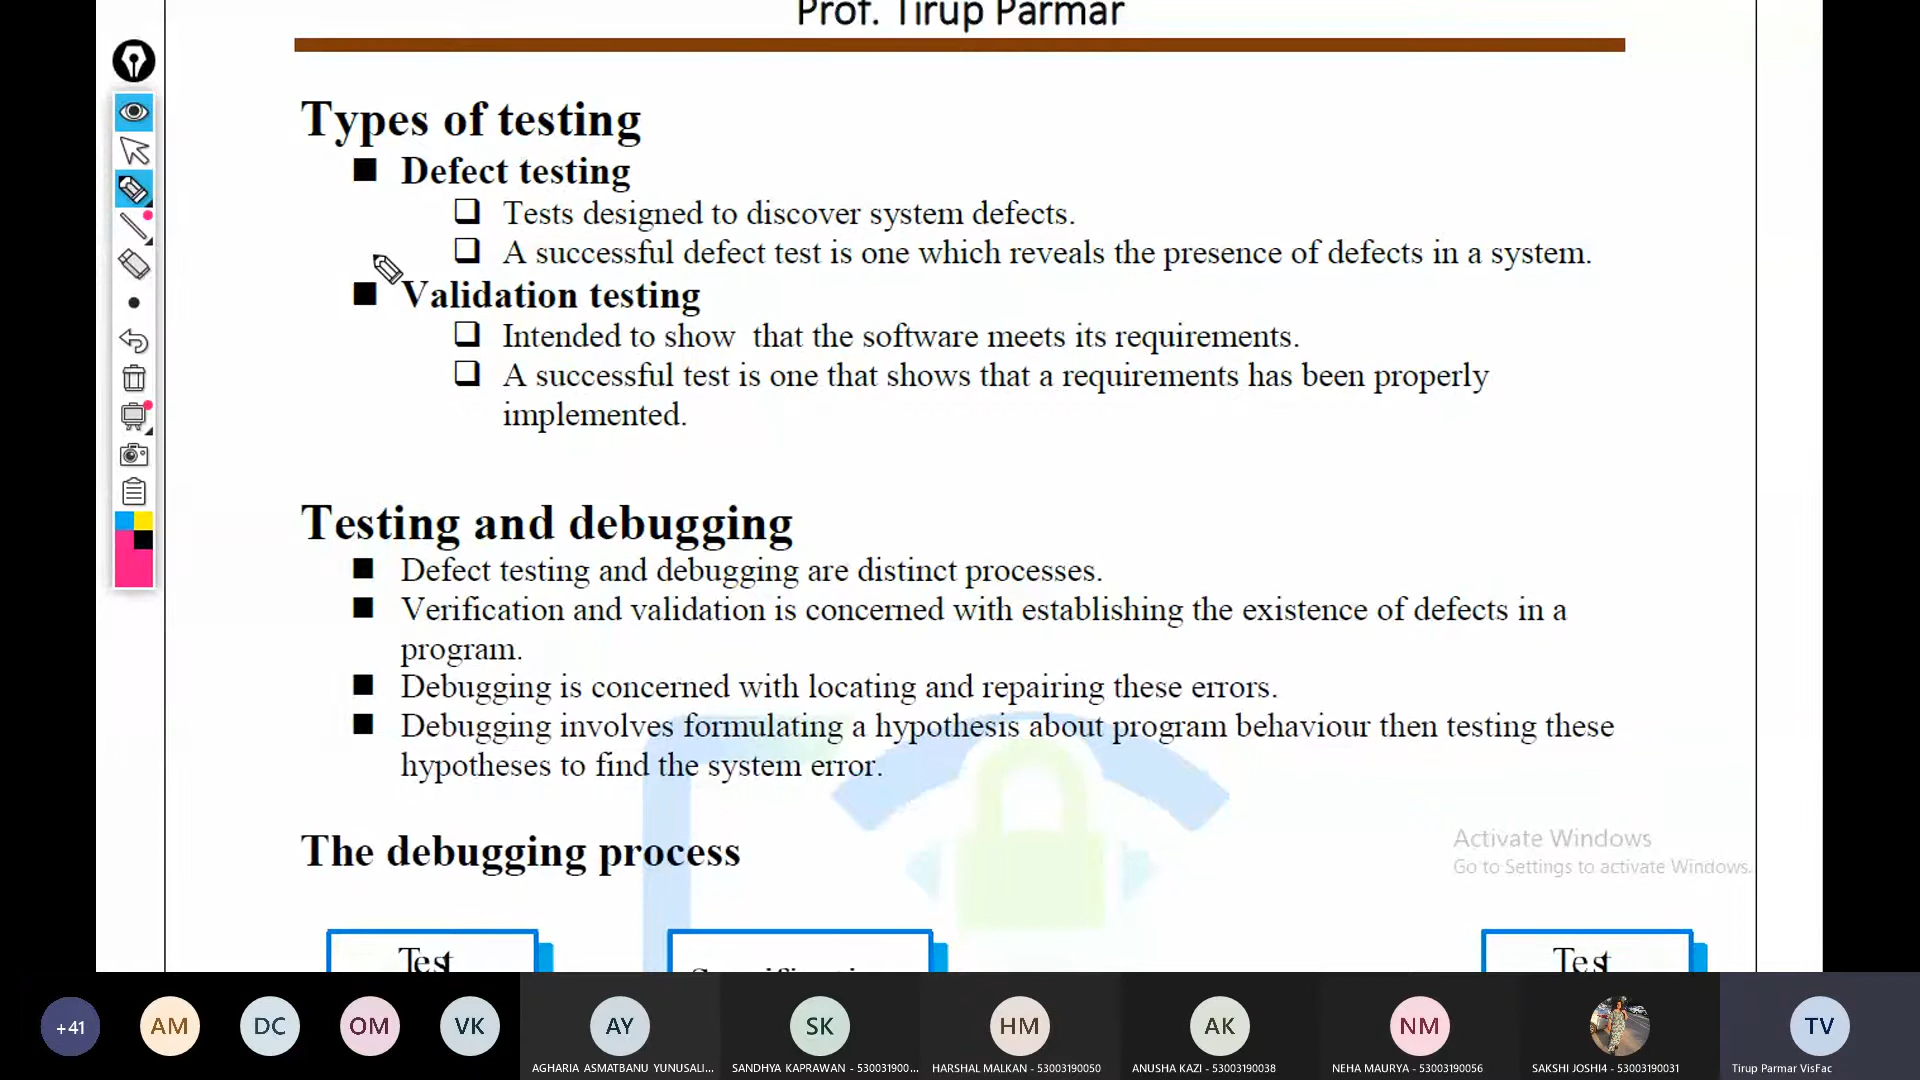 Prof. Tirup Parmar
Types of testing
Defect testing
Tests designed to discover system defects.
A successful defect test is one which reveals the presence of defects in a system.
Validation testing
Intended to show that the software meets its requirements.
A successful test is one that shows that a requirements has been properly
implemented.
Testing and debugging
Defect testing and debugging are distinct processes.
Verification and validation is concerned with establishing the existence of defects in a
program.
Debugging is concerned with locating and repairing these errors.
Debugging involves formulating a hypothesis about program behaviour then testing these
hypotheses to find the system error.
The debugging process
Activate Windows
Go to Settings to activate Windows.
Test
Test
+41
AM
DC
OM
VK
AY
SK
HM
AK
NM
TV
AGHARIA ASMATBANU YUNUSALI...
SANDHYA KAPRAWAN - 53003190...
HARSHAL MALKAN - 53003190050
ANUSHA KAZI - 53003190038
NEHA MAURYA - 53003190056
SAKSHI JOSHI4 - 53003190031
Tirup Parmar VisFac